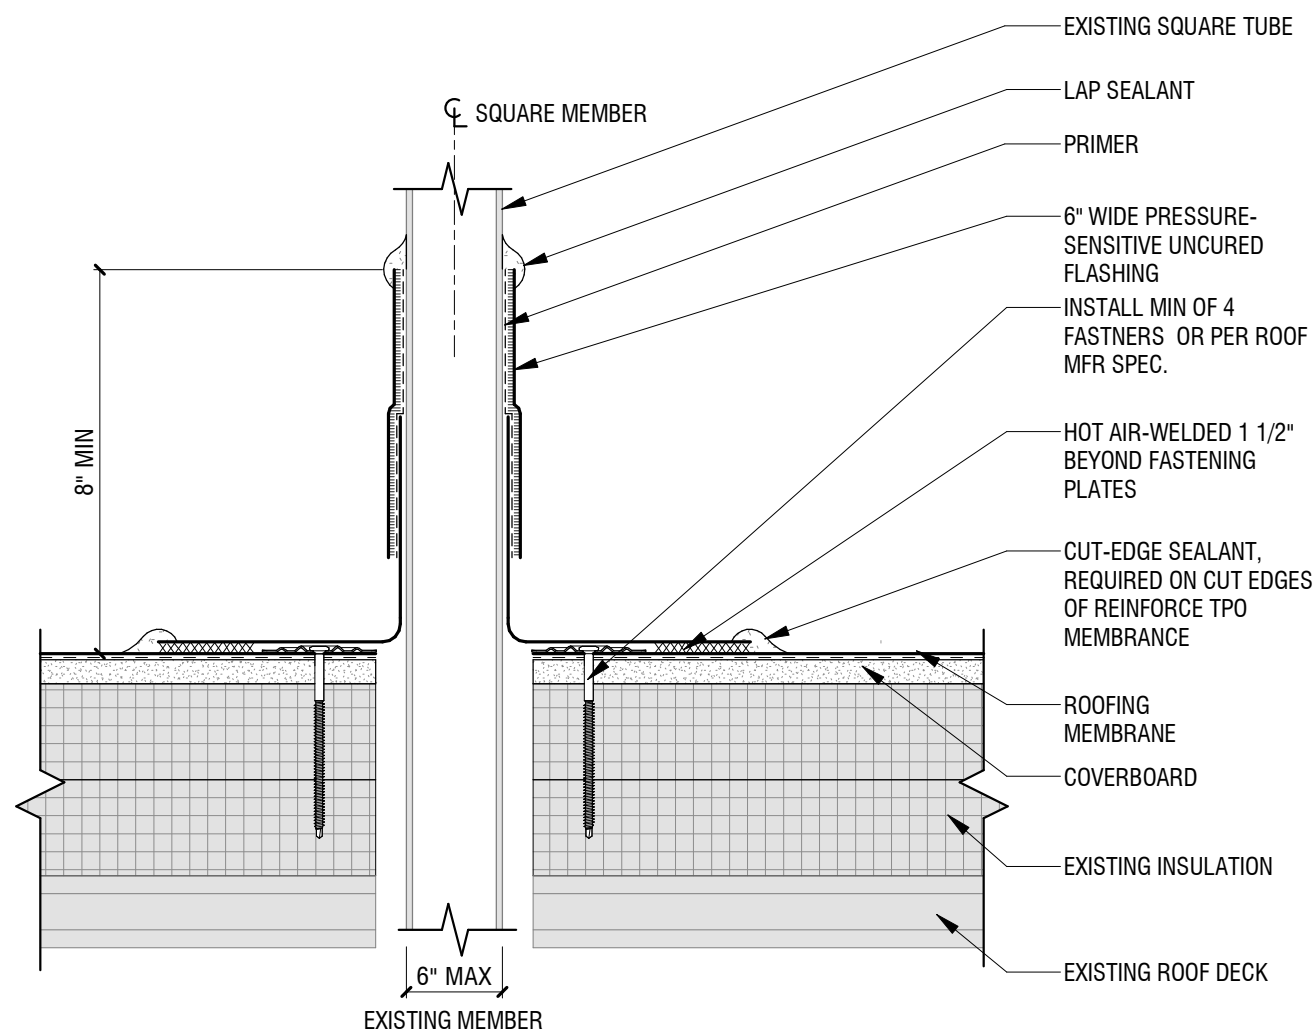 EXISTING SQUARE TUBE
LAP SEALANT
℄ SQUARE MEMBER
PRIMER
6" WIDE PRESSURE-
SENSITIVE UNCURED
FLASHING
INSTALL MIN OF 4
FASTNERS OR PER ROOF
MFR SPEC.
8" MIN
HOT AIR-WELDED 1 1/2"
BEYOND FASTENING
PLATES
CUT-EDGE SEALANT,
REQUIRED ON CUT EDGES
OF REINFORCE TPO
MEMBRANCE
ROOFING
MEMBRANE
COVERBOARD
EXISTING INSULATION
EXISTING ROOF DECK
6" MAX
EXISTING MEMBER